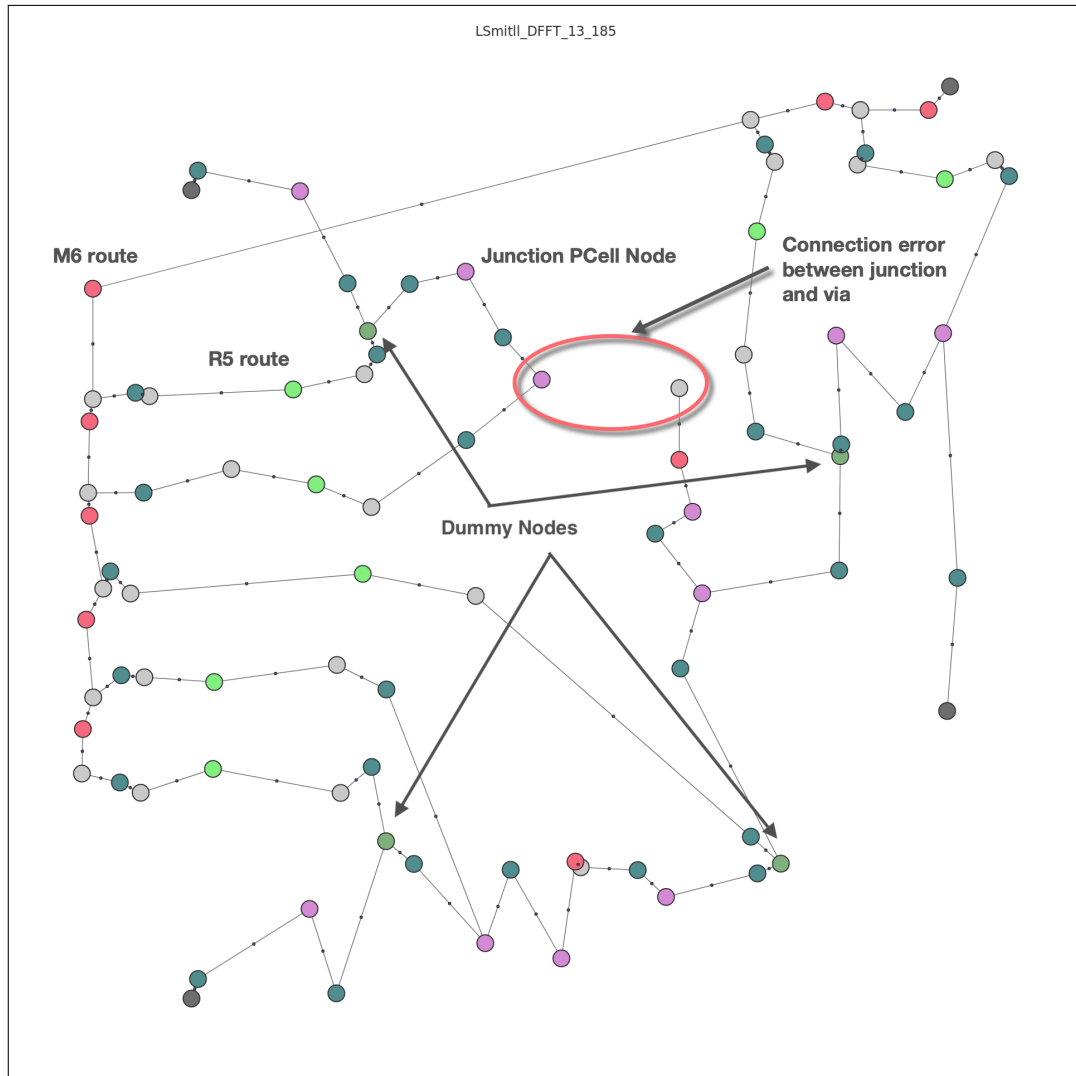 LSmitll_DFFT_13_185
M6 route
Junction PCell Node
Connection error
between junction
and via
R5 route
Dummy Nodes